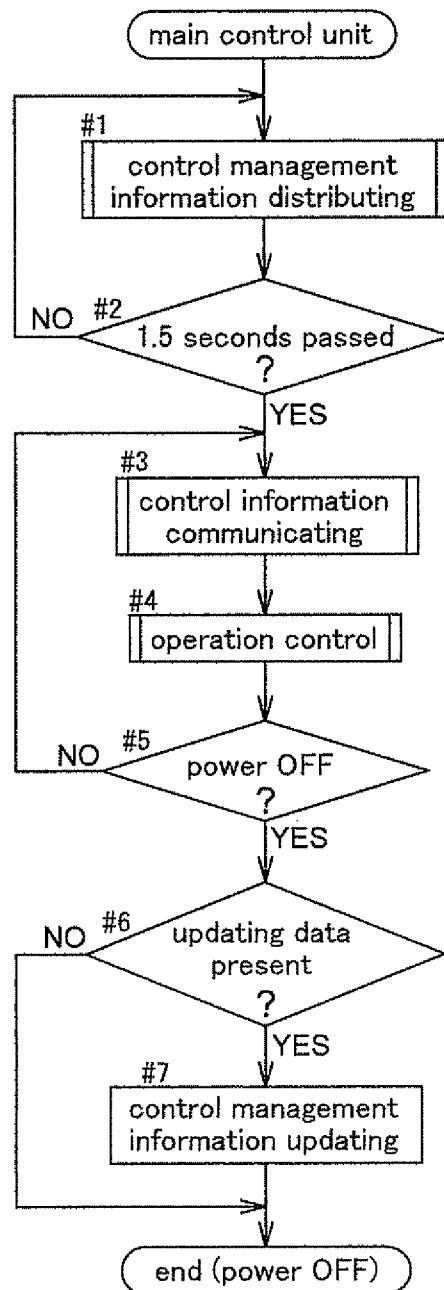 main control unit
#1
control management
information distributing
NO #2
1.5 seconds passed
?
YES
#3
control information
communicating
#4
operation control
NO #5
power OFF
?
YES
NO #6
updating data
present
?
YES
#7
control management
information updating
end (power OFF)